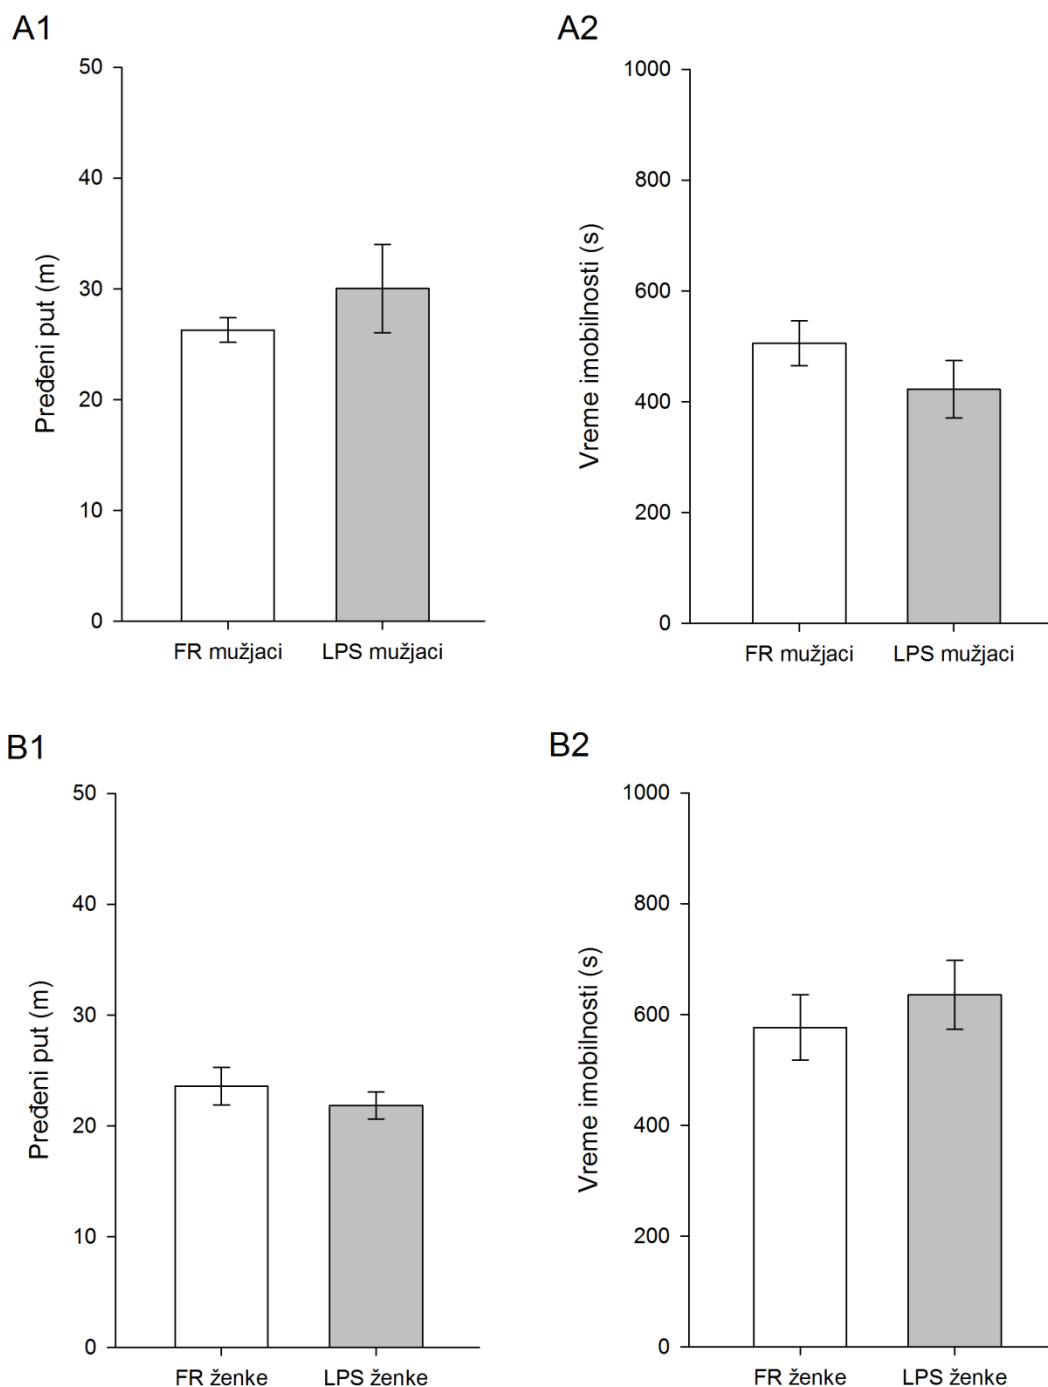 A1
50
40
30
20
10
0
Pređeni put (m)
FR mužjaci
LPS mužjaci
A2
1000
800
600
400
200
0
Vreme imobilnosti (s)
FR mužjaci
LPS mužjaci
B1
50
40
30
20
10
0
Pređeni put (m)
FR ženke
LPS ženke
B2
1000
800
600
400
200
0
Vreme imobilnosti (s)
FR ženke
LPS ženke